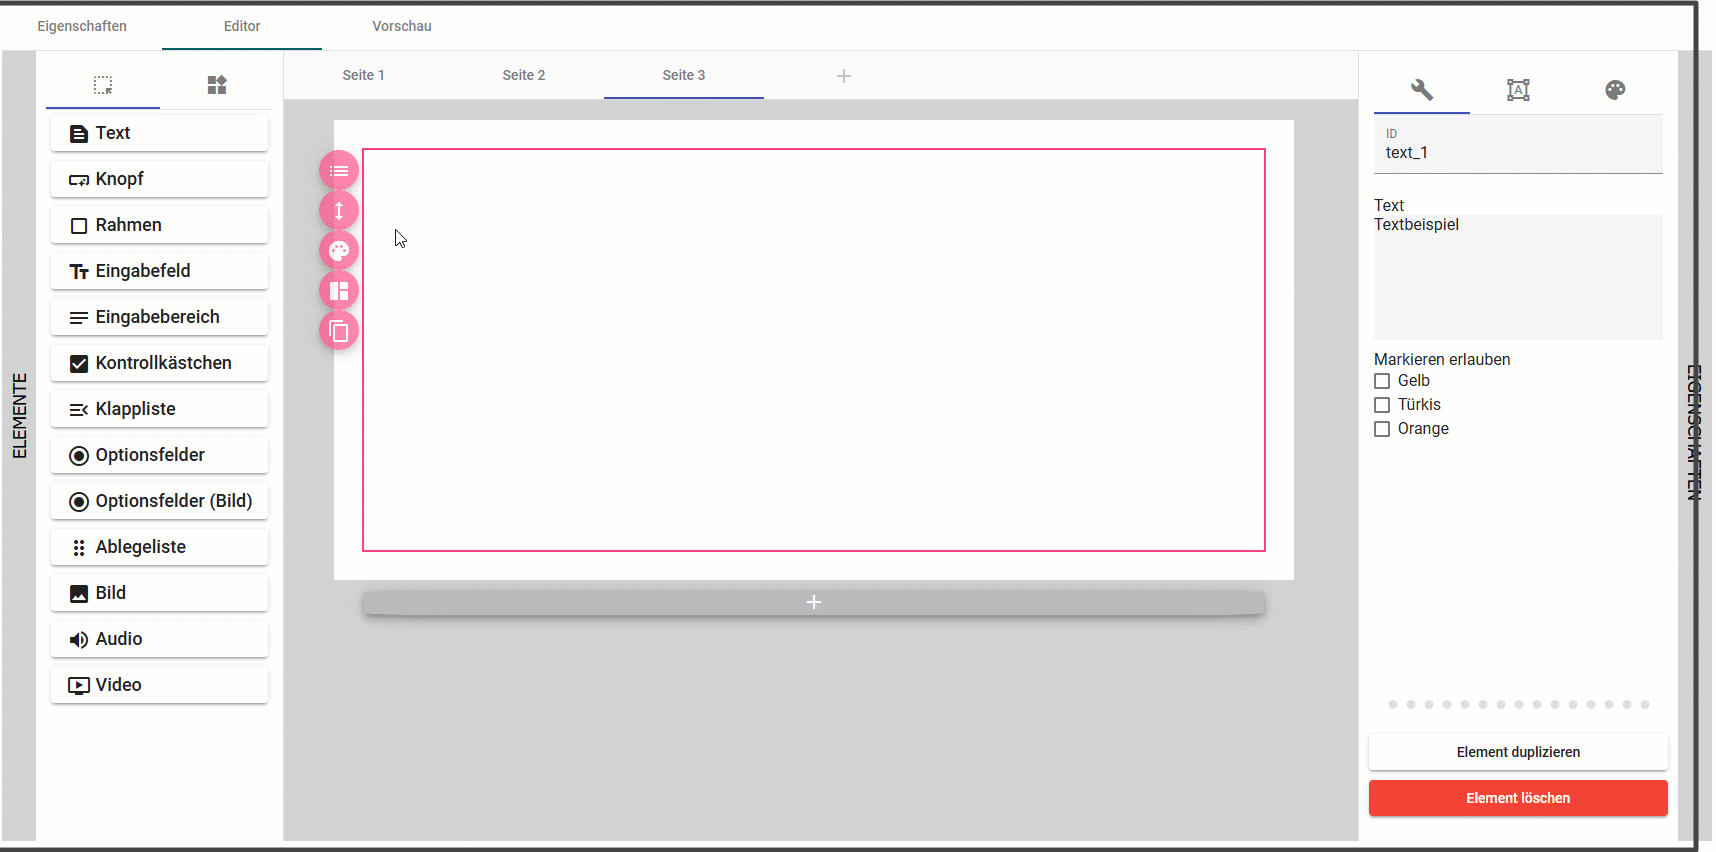 Eigenschaften
Editor
Vorschau
ELEMENTE
Text
Knopf
Rahmen
Eingabefeld
Eingabebereich
Kontrollkästchen
Klappliste
Optionsfelder
Optionsfelder (Bild)
Ablegeliste
Bild
Audio
Video
Seite 1
Seite 2
Seite 3
ID
text_1
Text
Textbeispiel
Markieren erlauben
Gelb
Türkis
Orange
Element duplizieren
Element löschen
EIGENSCHAFTEN